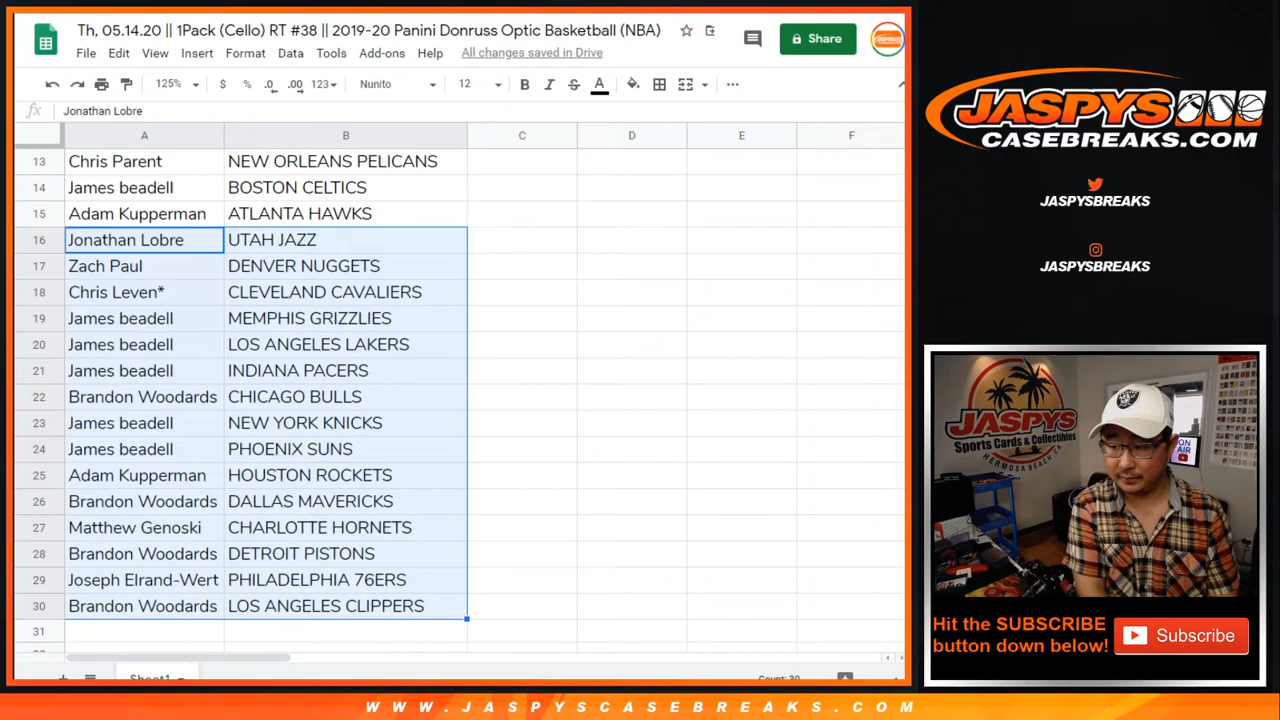 Th, 05.14.20 || 1Pack (Cello) RT #38 || 2019-20 Panini Donruss Optic Basketball (NBA)
Share
File Edit View Insert Format Data Tools Add-ons Help All changes saved in Drive
125% $ % .0 .00 123 Nunito 12 B I S A
fx Jonathan Lobre
A B C D E F
13 Chris Parent NEW ORLEANS PELICANS
14 James beadell BOSTON CELTICS
15 Adam Kupperman ATLANTA HAWKS
16 Jonathan Lobre UTAH JAZZ
17 Zach Paul DENVER NUGGETS
18 Chris Leven* CLEVELAND CAVALIERS
19 James beadell MEMPHIS GRIZZLIES
20 James beadell LOS ANGELES LAKERS
21 James beadell INDIANA PACERS
22 Brandon Woodards CHICAGO BULLS
23 James beadell NEW YORK KNICKS
24 James beadell PHOENIX SUNS
25 Adam Kupperman HOUSTON ROCKETS
26 Brandon Woodards DALLAS MAVERICKS
27 Matthew Genoski CHARLOTTE HORNETS
28 Brandon Woodards DETROIT PISTONS
29 Joseph Elrand-Wert PHILADELPHIA 76ERS
30 Brandon Woodards LOS ANGELES CLIPPERS
31
Sheet1
Count: 30
JASPYS
CASEBREAKS.COM
JASPYSBREAKS
JASPYSBREAKS
JASPYS
Sports Cards & Collectibles
HERMOSA BEACH, CA
ON
AIR
Hit the SUBSCRIBE
button down below!
Subscribe
WWW.JASPYSCASEBREAKS.COM